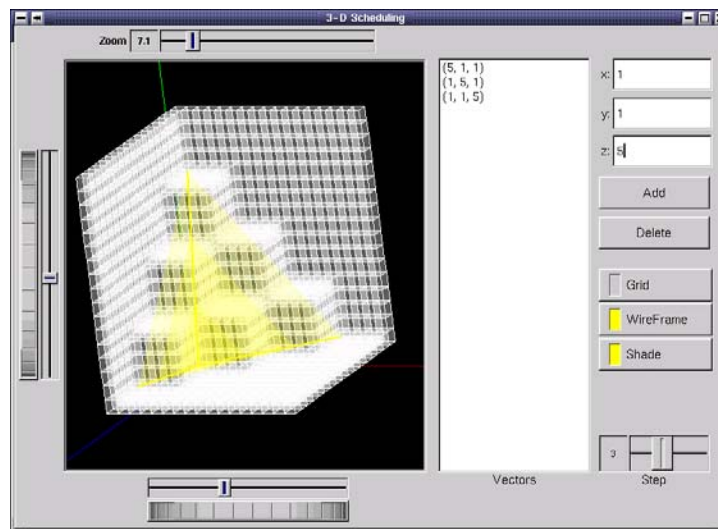 3-D Scheduling
Zoom 7.1
(5, 1, 1)
(1, 5, 1)
(1, 1, 5)
x: 1
y: 1
z: 5
Add
Delete
Grid
WireFrame
Shade
3
Vectors
Step